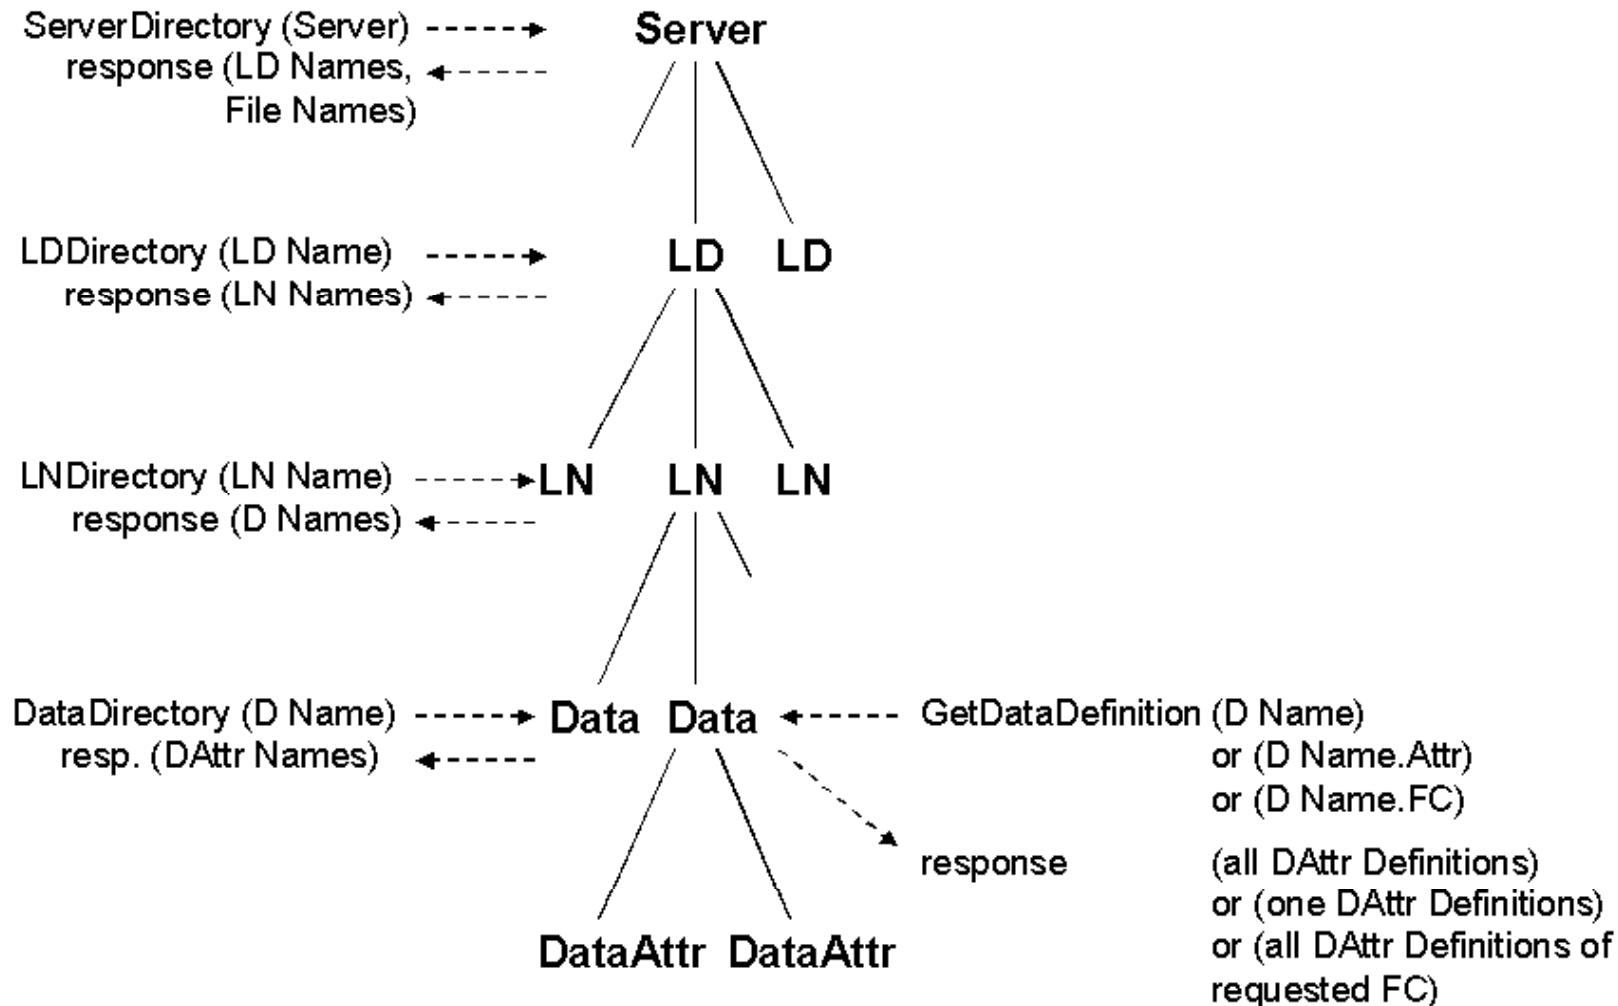 ServerDirectory (Server)
Server
response (LD Names,
File Names)
LDDirectory (LD Name)
LD
LD
response (LN Names)
LNDirectory (LN Name)
LN
LN
LN
response (D Names)
DataDirectory (D Name)
Data
Data
GetDataDefinition (D Name)
resp. (DAttr Names)
or (D Name.Attr)
or (D Name.FC)
response (all DAttr Definitions)
or (one DAttr Definitions)
DataAttr
DataAttr
or (all DAttr Definitions of
requested FC)